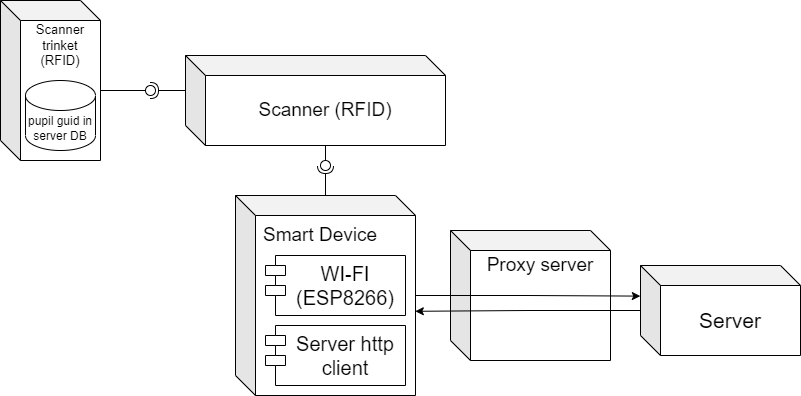 Scanner
trinket
(RFID)
pupil guid in
server DB
Scanner (RFID)
Smart Device
WI-FI
(ESP8266)
Server http
client
Proxy server
Server